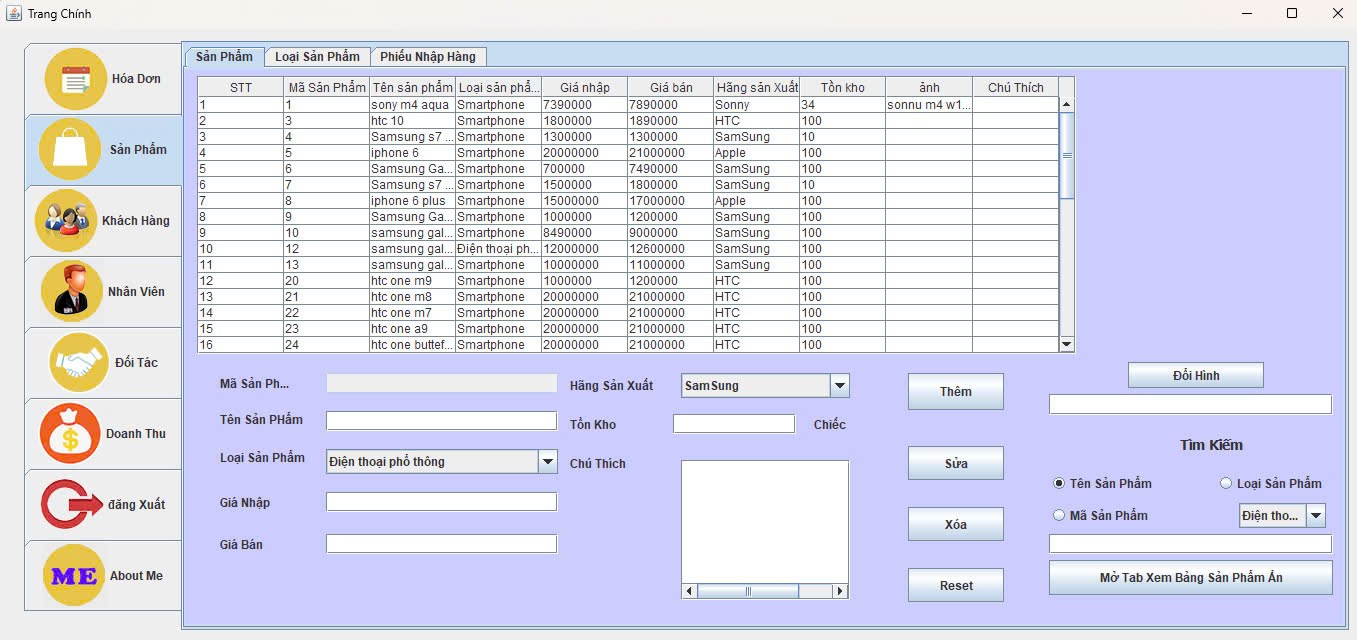 Trang Chính
Hóa Đơn
Sản Phẩm
Khách Hàng
Nhân Viên
Đối Tác
Doanh Thu
đăng Xuất
ME About Me
Sản Phẩm Loại Sản Phẩm Phiếu Nhập Hàng
STT Mã Sản Phẩm Tên sản phẩm Loại sản phẩ... Giá nhập Giá bán Hãng sản Xuất Tồn kho ảnh Chú Thích
1 1 sony m4 aqua Smartphone 7390000 7890000 Sonny 34 sonnu m4 w1...
2 3 htc 10 Smartphone 1800000 1890000 HTC 100
3 4 Samsung s7 ... Smartphone 1300000 1300000 SamSung 10
4 5 iphone 6 Smartphone 20000000 21000000 Apple 100
5 6 Samsung Ga... Smartphone 700000 7490000 SamSung 100
6 7 Samsung s7 ... Smartphone 1500000 1800000 SamSung 10
7 8 iphone 6 plus Smartphone 15000000 17000000 Apple 100
8 9 Samsung Ga... Smartphone 1000000 1200000 SamSung 100
9 10 samsung gal... Smartphone 8490000 9000000 SamSung 100
10 12 samsung gal... Điện thoại ph... 12000000 12600000 SamSung 100
11 13 samsung gal... Smartphone 10000000 11000000 SamSung 100
12 20 htc one m9 Smartphone 1000000 1200000 HTC 100
13 21 htc one m8 Smartphone 20000000 21000000 HTC 100
14 22 htc one m7 Smartphone 20000000 21000000 HTC 100
15 23 htc one a9 Smartphone 20000000 21000000 HTC 100
16 24 htc one buttef... Smartphone 20000000 21000000 HTC 100
Mã Sản Ph...
Tên Sản PHẩm
Loại Sản Phẩm Điện thoại phổ thông
Giá Nhập
Giá Bán
Hãng Sản Xuất SamSung
Tồn Kho Chiếc
Chú Thích
Thêm
Sửa
Xóa
Reset
Đổi Hình
Tìm Kiếm
Tên Sản Phẩm Loại Sản Phẩm
Mã Sản Phẩm Điện tho...
Mở Tab Xem Bảng Sản Phẩm Ẩn